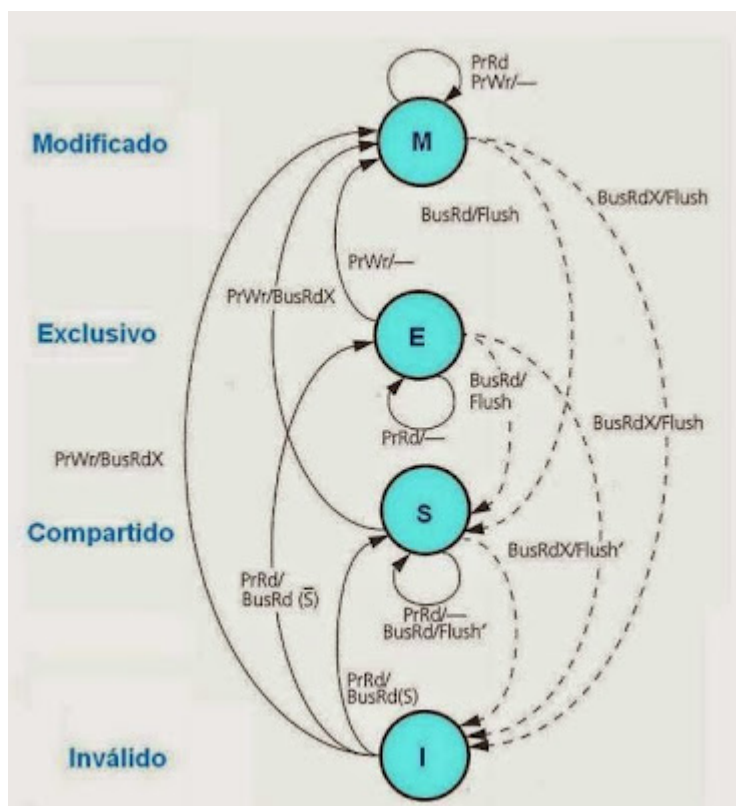 PrRd
PrWr/—
Modificado
M
BusRdX/Flush
BusRd/Flush
PrWr/—
PrWr/BusRdX
Exclusivo
E
BusRd/
Flush
PrRd/—
BusRdX/Flush
PrWr/BusRdX
S
Compartido
BusRdX/Flush′
PrRd/
BusRd (S̅)
PrRd/—
BusRd/Flush′
PrRd/
BusRd(S)
Inválido
I